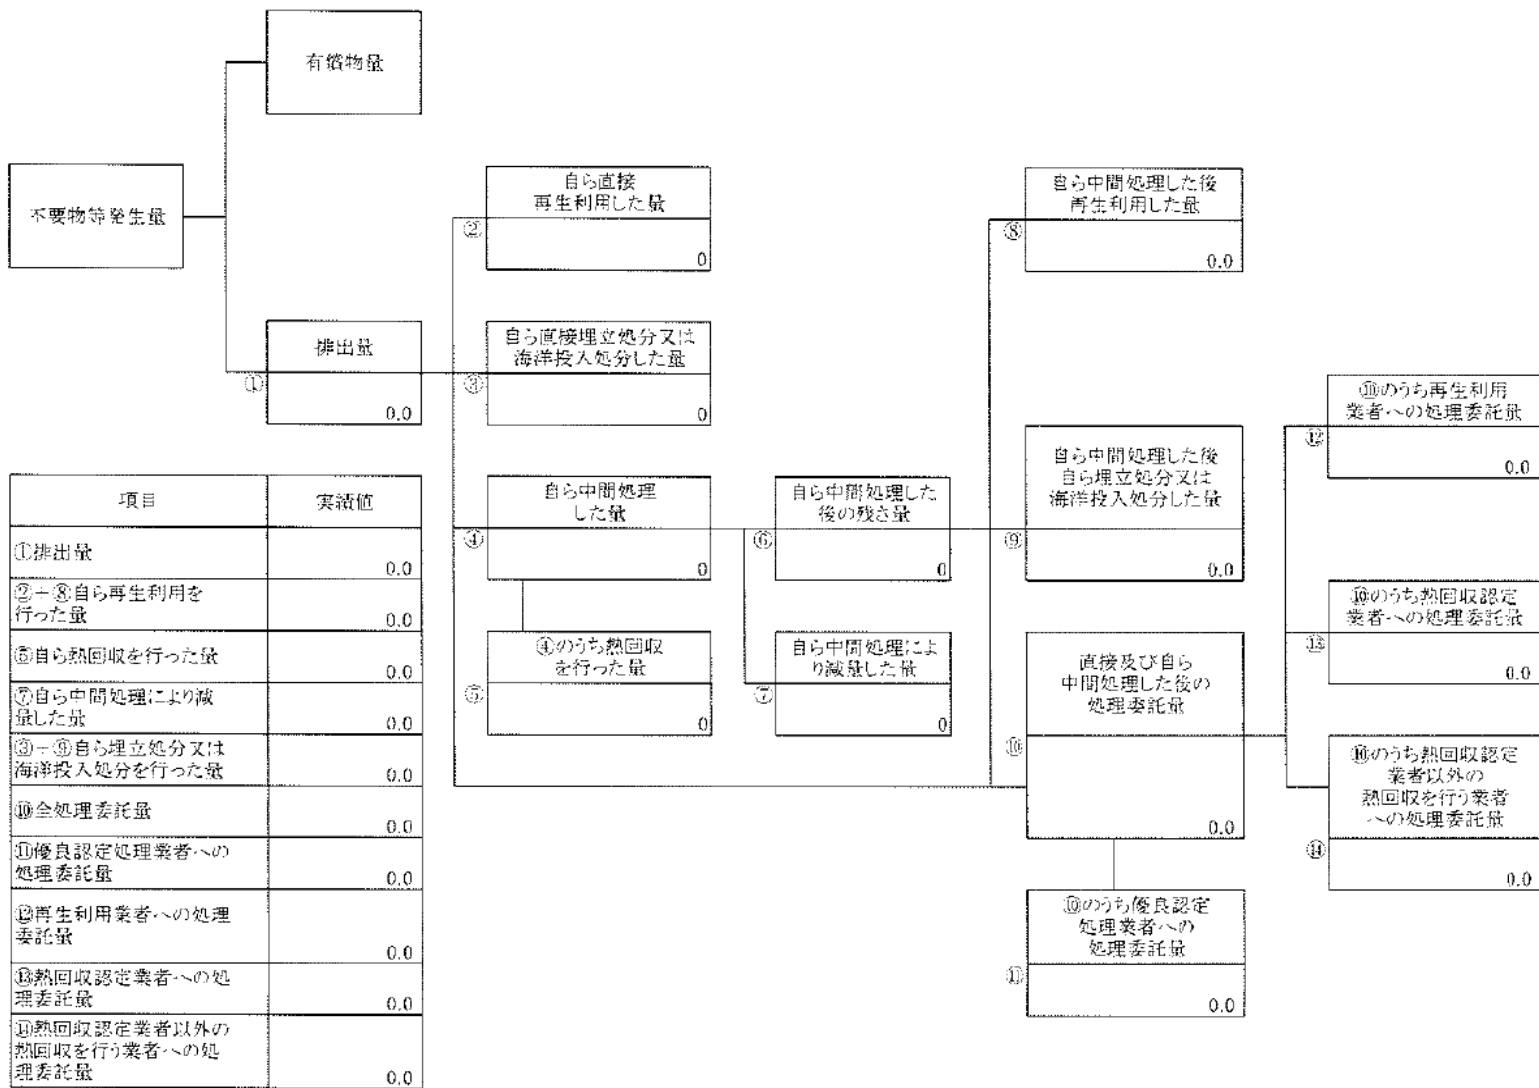 有償物量
不要物等発生量
排出量
①
0.0
自ら直接
再生利用した量
②
0
自ら直接埋立処分又は
海洋投入処分した量
③
0
自ら中間処理
した量
④
0
④のうち熱回収
を行った量
⑤
0
自ら中間処理した
後の残さ量
⑥
0
自ら中間処理によ
り減量した量
⑦
0
自ら中間処理した後
再生利用した量
⑧
0.0
自ら中間処理した後
自ら埋立処分又は
海洋投入処分した量
⑨
0.0
直接及び自ら
中間処理した後の
処理委託量
⑩
0.0
⑩のうち優良認定
処理業者への
処理委託量
⑪
0.0
⑩のうち再生利用
業者への処理委託量
⑫
0.0
⑩のうち熱回収認定
業者への処理委託量
⑬
0.0
⑩のうち熱回収認定
業者以外の
熱回収を行う業者
への処理委託量
⑭
0.0
項目 実績値
①排出量
0.0
②+⑧自ら再生利用を
行った量
0.0
⑤自ら熱回収を行った量
0.0
⑦自ら中間処理により減
量した量
0.0
③+⑨自ら埋立処分又は
海洋投入処分を行った量
0.0
⑩全処理委託量
0.0
⑪優良認定処理業者への
処理委託量
0.0
⑫再生利用業者への処理
委託量
0.0
⑬熱回収認定業者への処
理委託量
0.0
⑭熱回収認定業者以外の
熱回収を行う業者への処
理委託量
0.0